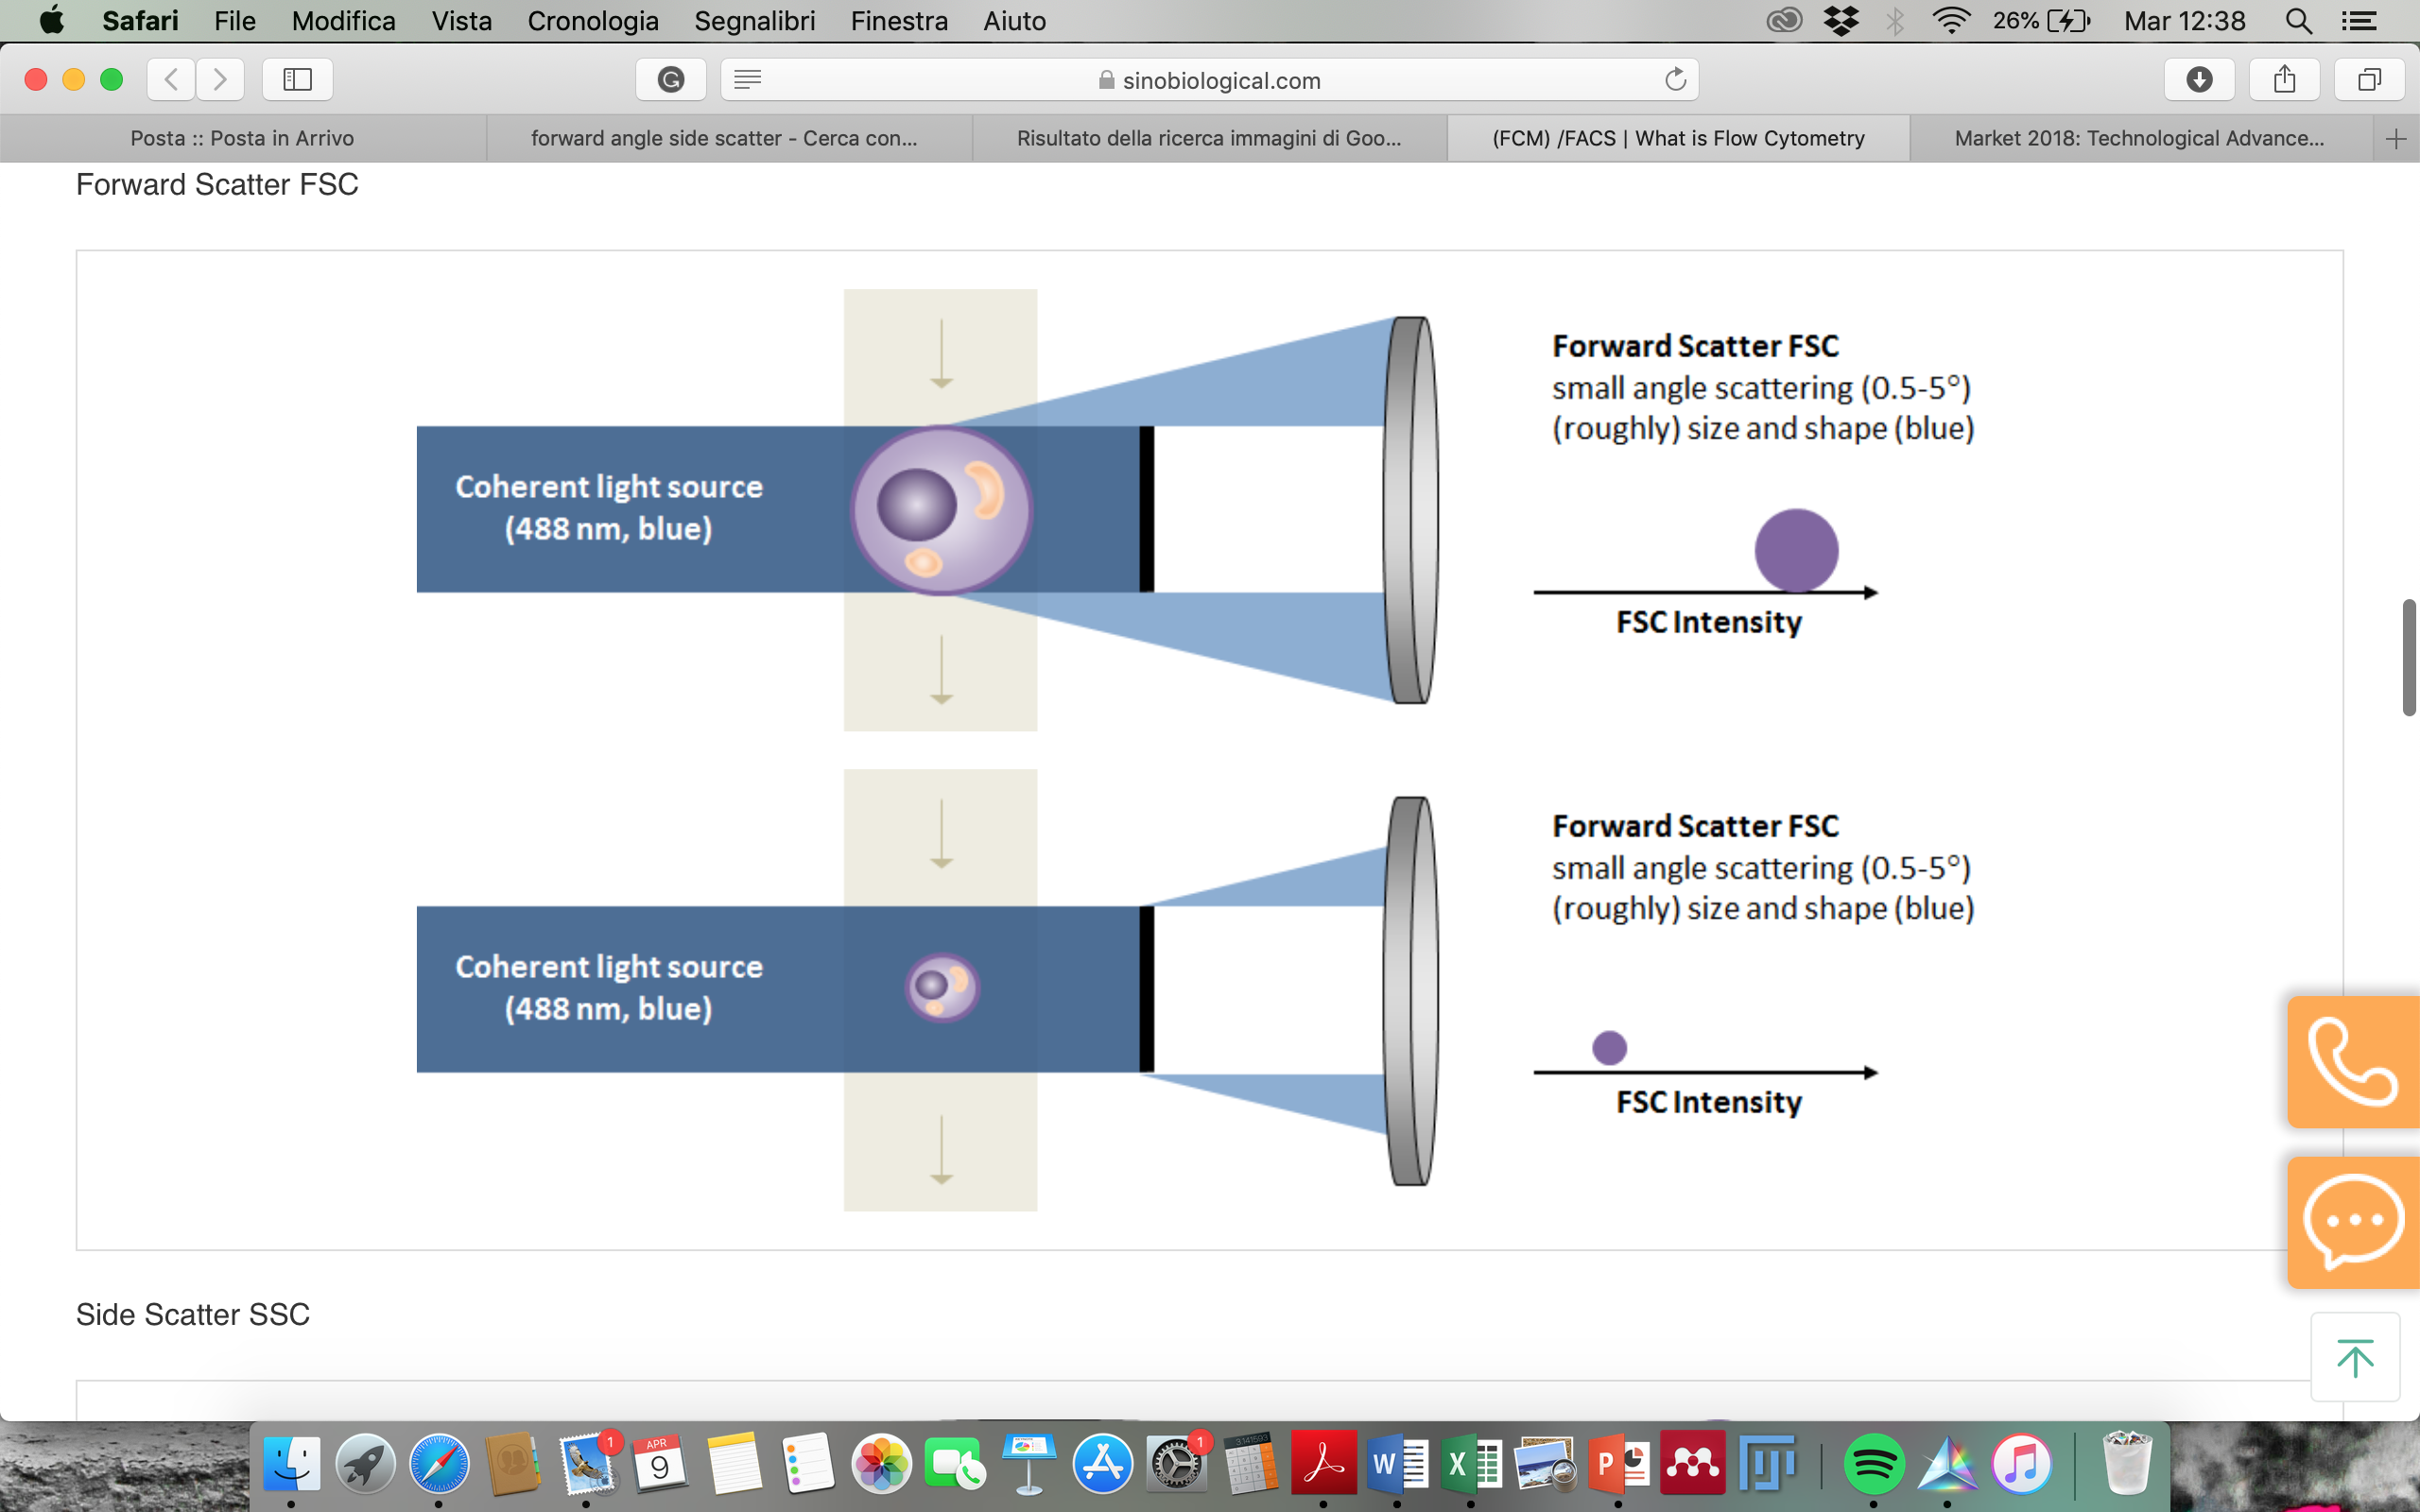 Safari File Modifica Vista Cronologia Segnalibri Finestra Aiuto 26% Mar 12:38
sinobiological.com
Posta :: Posta in Arrivo
forward angle side scatter - Cerca con...
Risultato della ricerca immagini di Goo...
(FCM) /FACS | What is Flow Cytometry
Market 2018: Technological Advance...
Forward Scatter FSC
Coherent light source
(488 nm, blue)
Forward Scatter FSC
small angle scattering (0.5-5°)
(roughly) size and shape (blue)
FSC Intensity
Coherent light source
(488 nm, blue)
Forward Scatter FSC
small angle scattering (0.5-5°)
(roughly) size and shape (blue)
FSC Intensity
Side Scatter SSC
1
APR
9
1